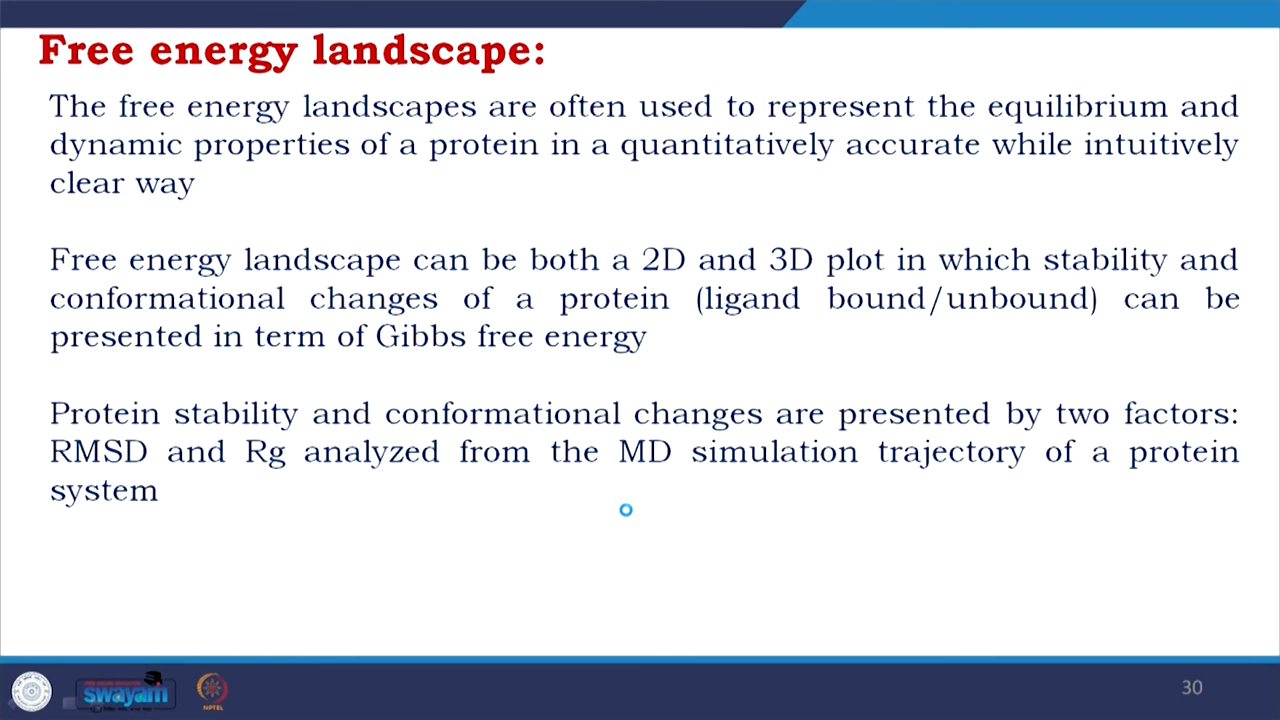 Free energy landscape:
The free energy landscapes are often used to represent the equilibrium and
dynamic properties of a protein in a quantitatively accurate while intuitively
clear way
Free energy landscape can be both a 2D and 3D plot in which stability and
conformational changes of a protein (ligand bound/unbound) can be
presented in term of Gibbs free energy
Protein stability and conformational changes are presented by two factors:
RMSD and Rg analyzed from the MD simulation trajectory of a protein
system
swayam
NPTEL
30